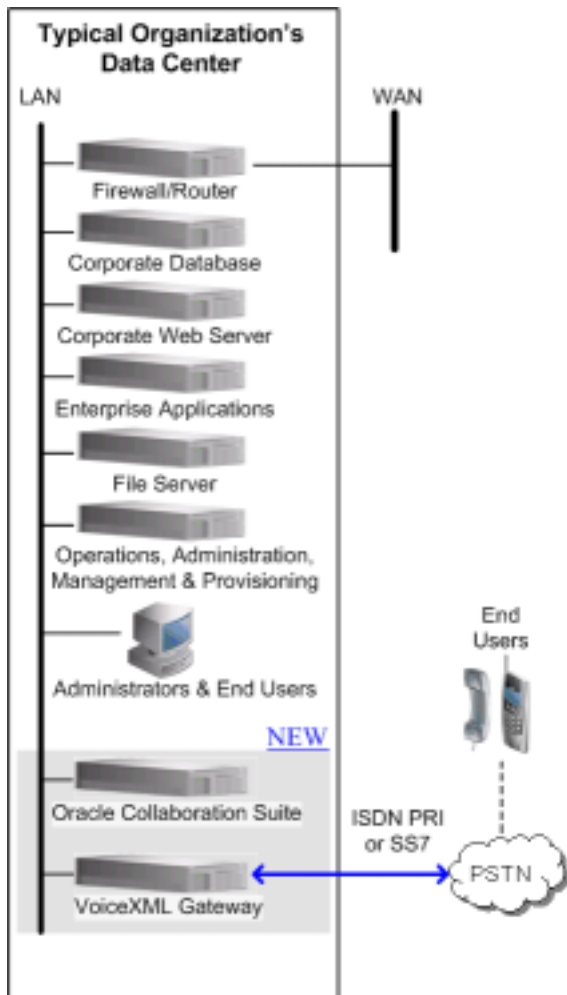 Typical Organization's
Data Center
LAN
WAN
Firewall/Router
Corporate Database
Corporate Web Server
Enterprise Applications
File Server
Operations, Administration,
Management & Provisioning
Administrators & End Users
End
Users
NEW
Oracle Collaboration Suite
ISDN PRI
or SS7
VoiceXML Gateway
PSTN